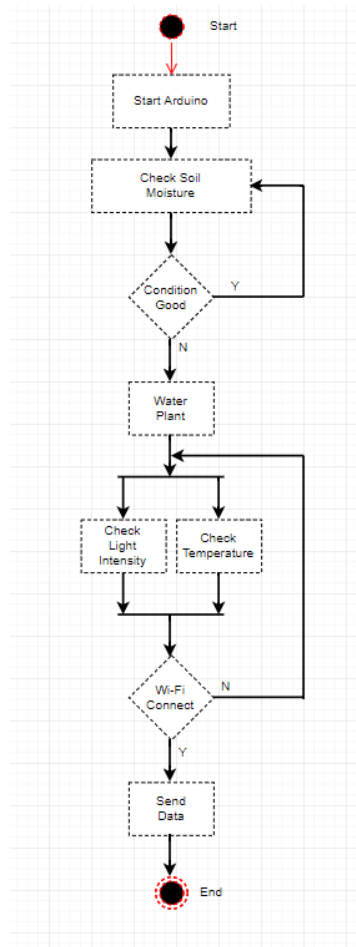 Start
Start Arduino
Check Soil
Moisture
Condition
Good
Y
N
Water
Plant
Check
Light
Intensity
Check
Temperature
Wi-Fi
Connect
N
Y
Send
Data
End